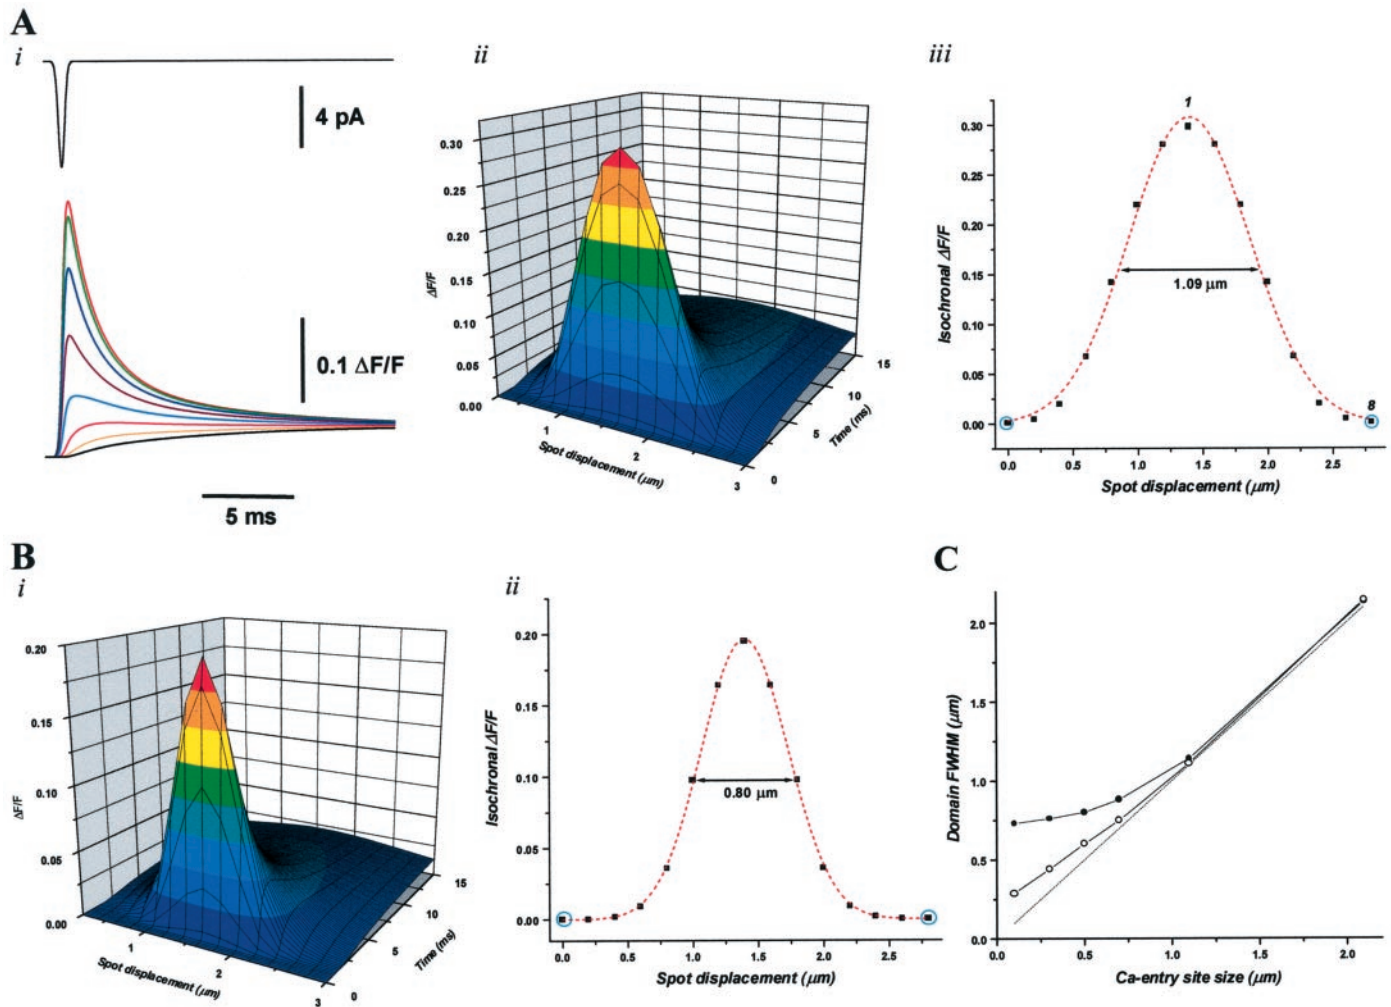 A
i
4 pA
0.1 ΔF/F
5 ms
ii
0.30
0.25
0.20
0.15
0.10
0.05
0.00
ΔF/F
1
2
3
Spot displacement (μm)
0
5
10
15
Time (ms)
iii
Isochronal ΔF/F
0.30
0.25
0.20
0.15
0.10
0.05
0.00
1
1.09 μm
8
0.0 0.5 1.0 1.5 2.0 2.5
Spot displacement (μm)
B
i
0.20
0.15
0.10
0.05
0.00
ΔF/F
1
2
3
Spot displacement (μm)
0
5
10
15
Time (ms)
ii
Isochronal ΔF/F
0.20
0.15
0.10
0.05
0.00
0.80 μm
0.0 0.5 1.0 1.5 2.0 2.5
Spot displacement (μm)
C
Domain FWHM (μm)
2.0
1.5
1.0
0.5
0.0
0.0 0.5 1.0 1.5 2.0
Ca-entry site size (μm)